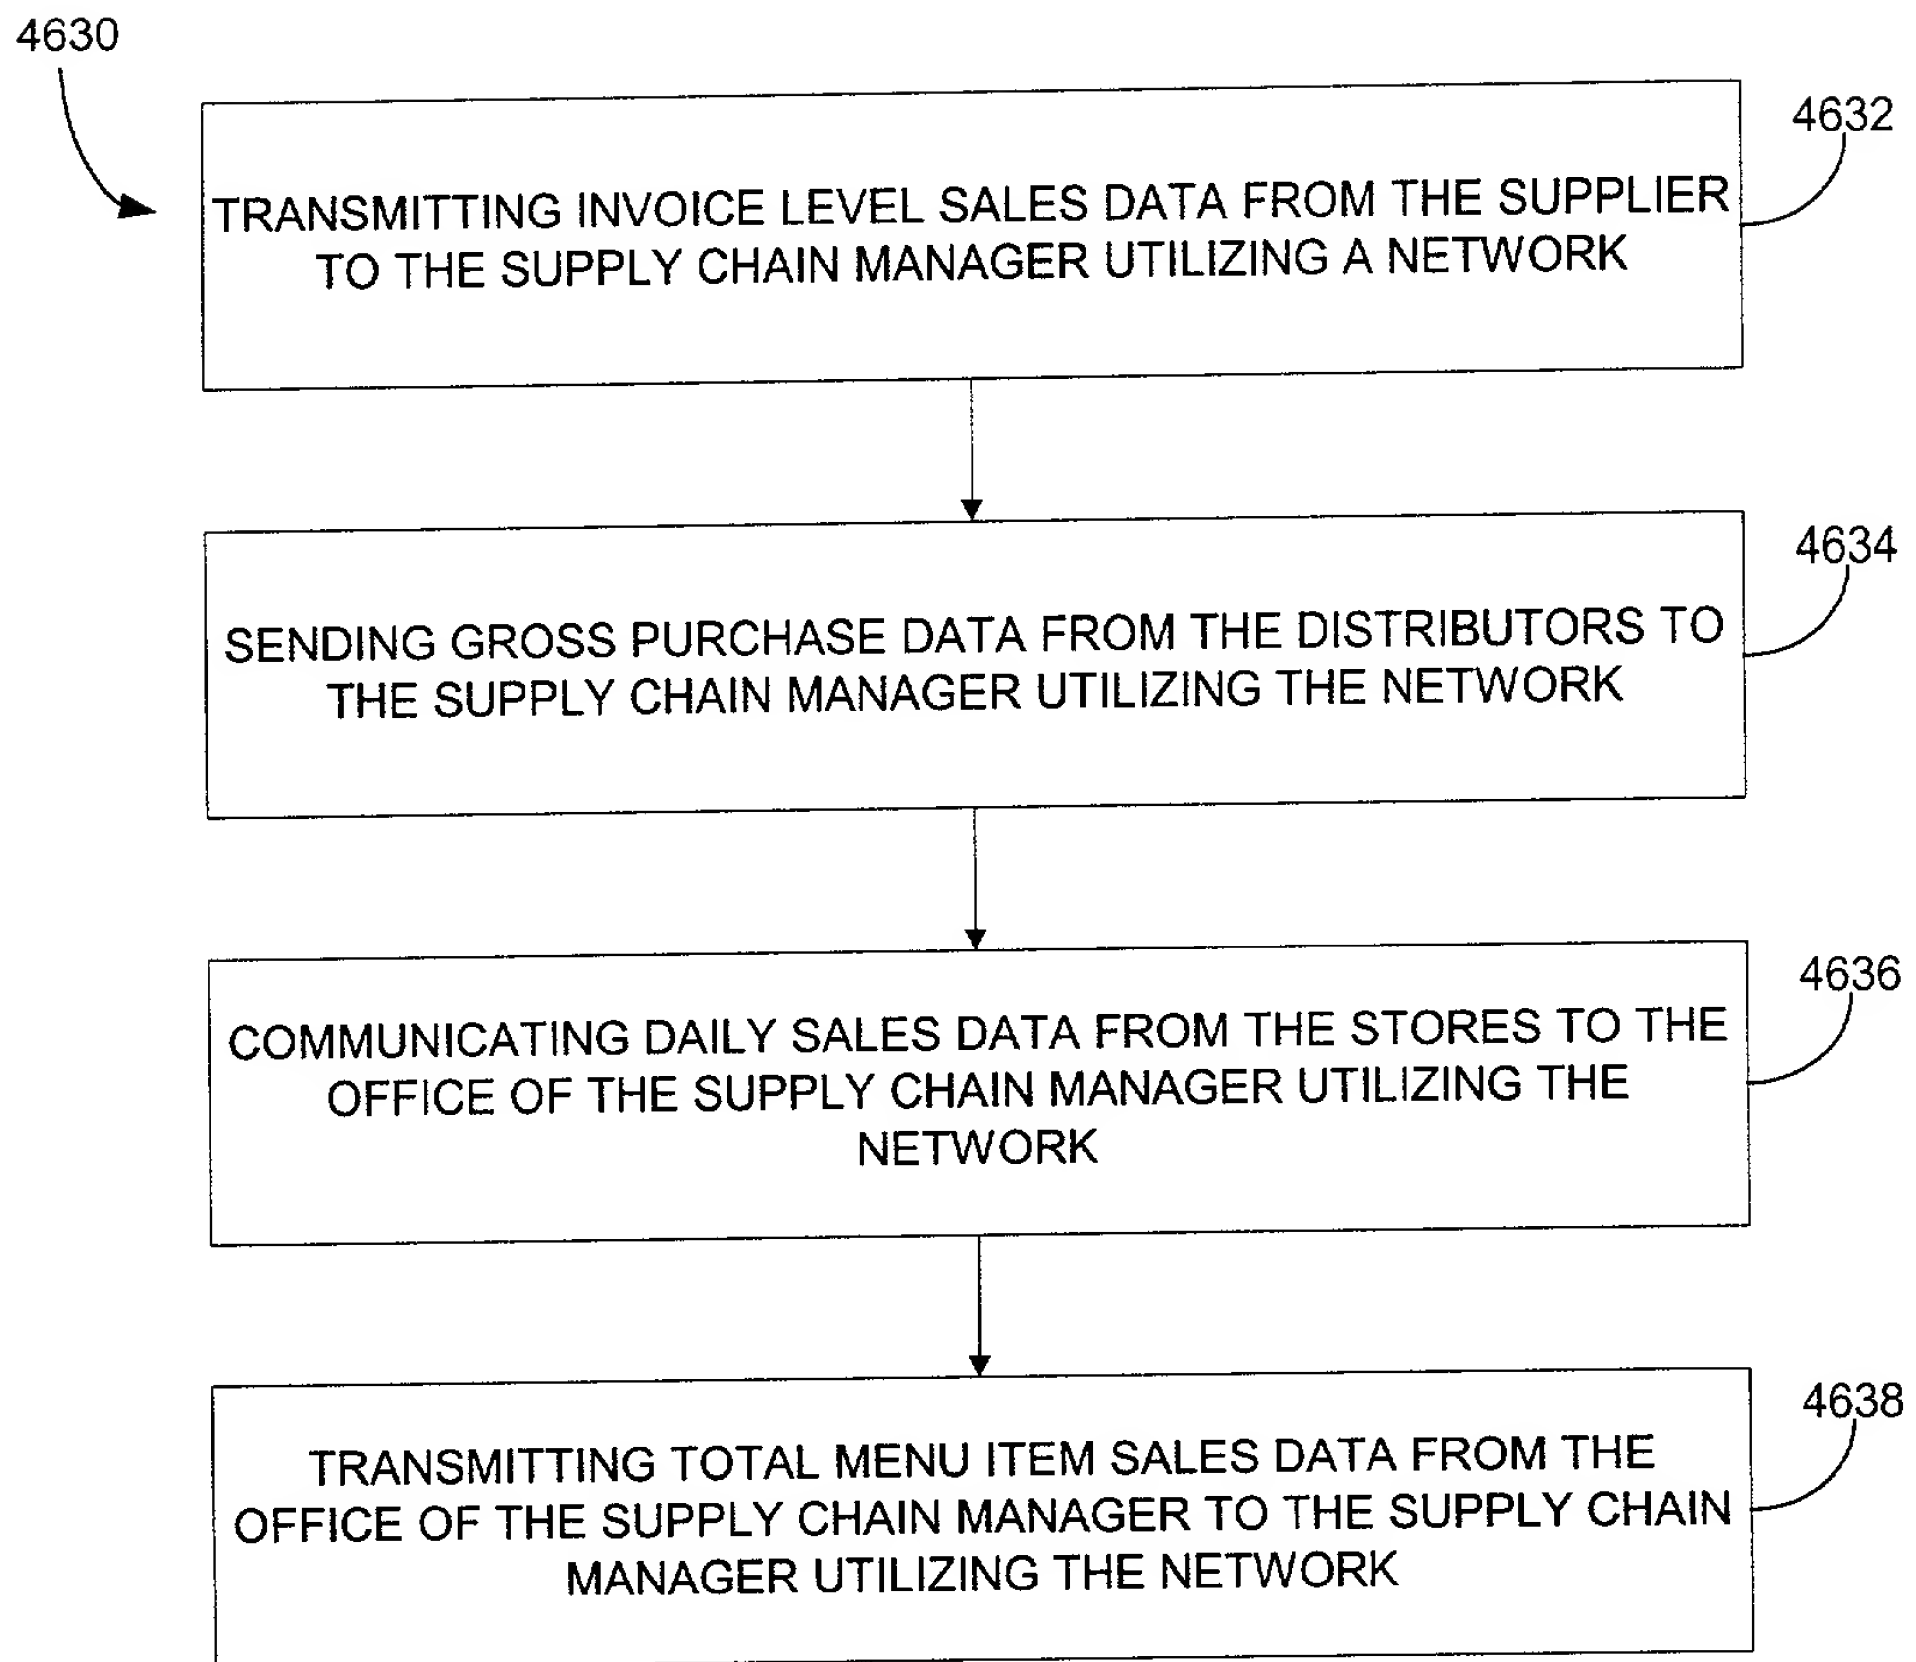 4630
4632
TRANSMITTING INVOICE LEVEL SALES DATA FROM THE SUPPLIER
TO THE SUPPLY CHAIN MANAGER UTILIZING A NETWORK
4634
SENDING GROSS PURCHASE DATA FROM THE DISTRIBUTORS TO
THE SUPPLY CHAIN MANAGER UTILIZING THE NETWORK
4636
COMMUNICATING DAILY SALES DATA FROM THE STORES TO THE
OFFICE OF THE SUPPLY CHAIN MANAGER UTILIZING THE
NETWORK
4638
TRANSMITTING TOTAL MENU ITEM SALES DATA FROM THE
OFFICE OF THE SUPPLY CHAIN MANAGER TO THE SUPPLY CHAIN
MANAGER UTILIZING THE NETWORK